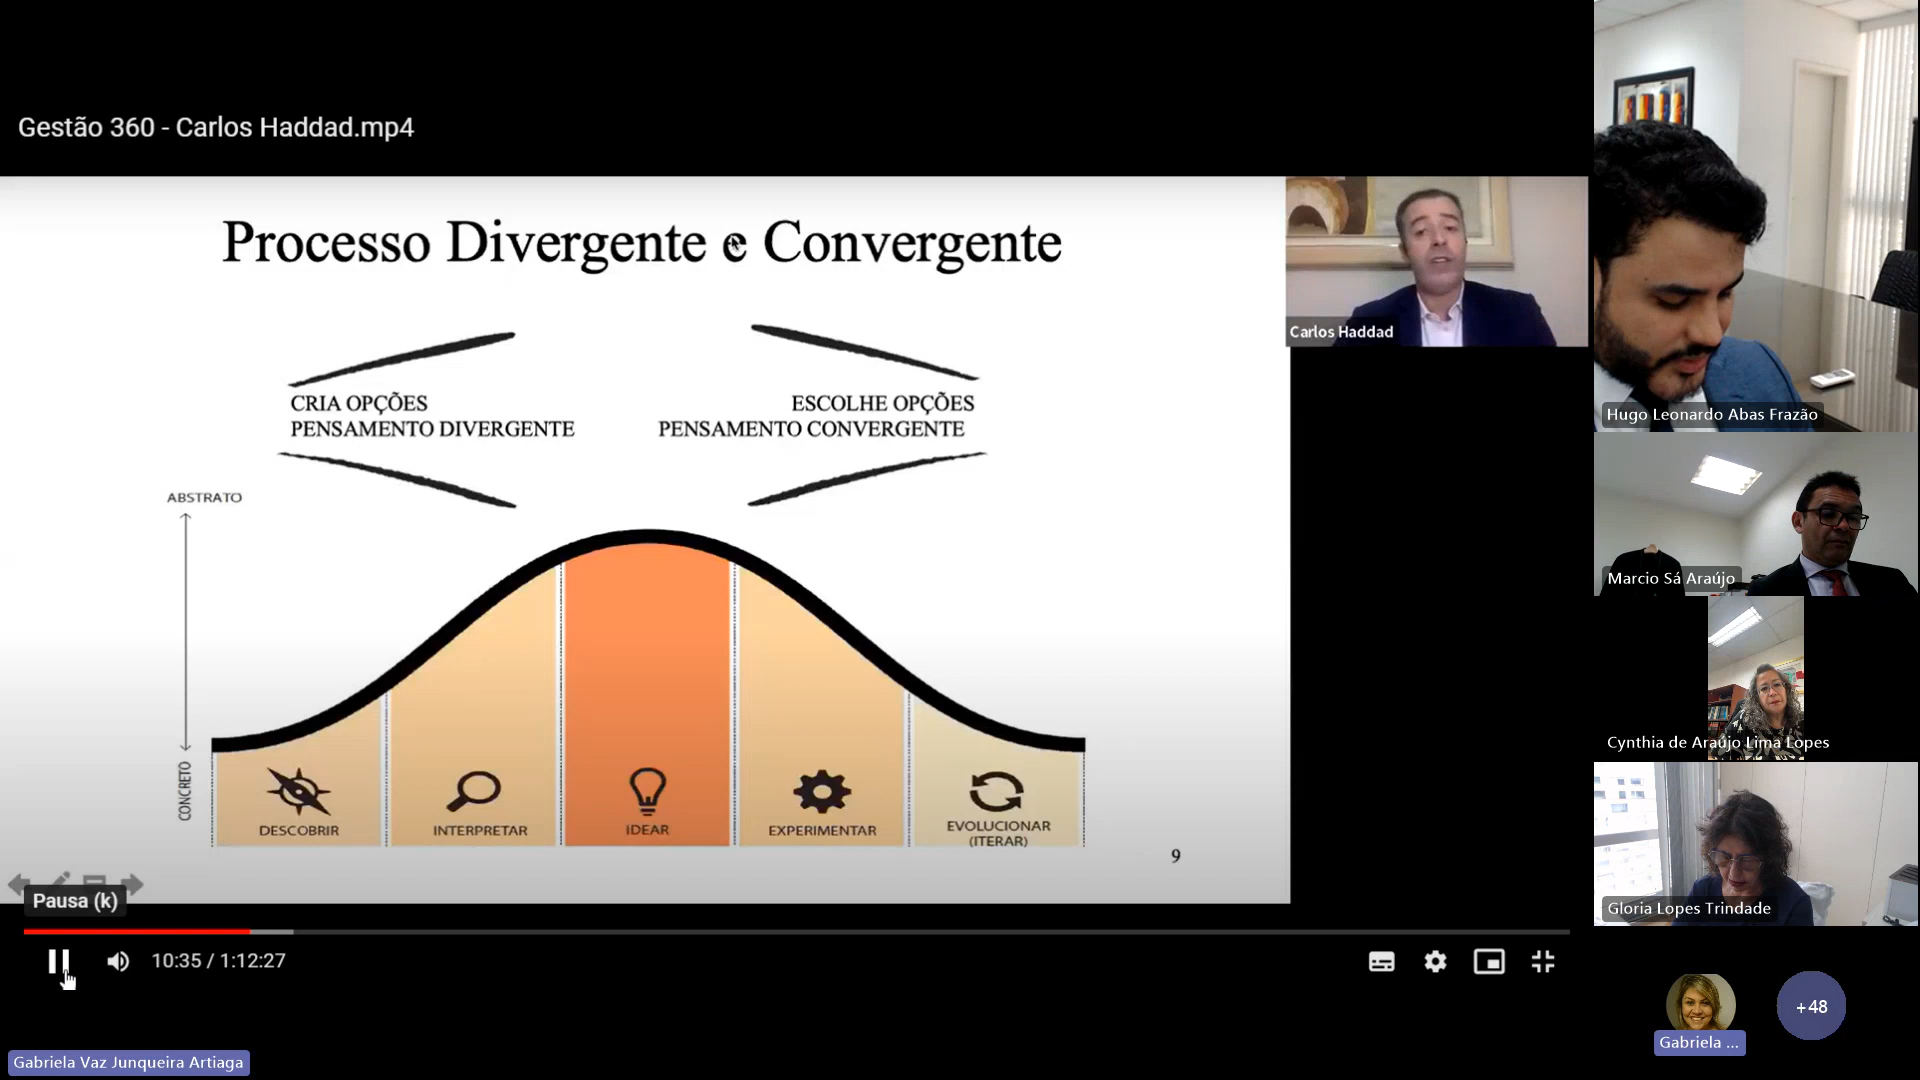 Gestão 360 - Carlos Haddad.mp4
Processo Divergente e Convergente
CRIA OPÇÕES
PENSAMENTO DIVERGENTE
ESCOLHE OPÇÕES
PENSAMENTO CONVERGENTE
ABSTRATO
CONCRETO
DESCOBRIR
INTERPRETAR
IDEAR
EXPERIMENTAR
EVOLUCIONAR
(ITERAR)
9
Carlos Haddad
Pausa (k)
10:35 / 1:12:27
Gabriela Vaz Junqueira Artiaga
Hugo Leonardo Abas Frazão
Marcio Sá Araújo
Cynthia de Araújo Lima Lopes
Gloria Lopes Trindade
Gabriela ...
+48